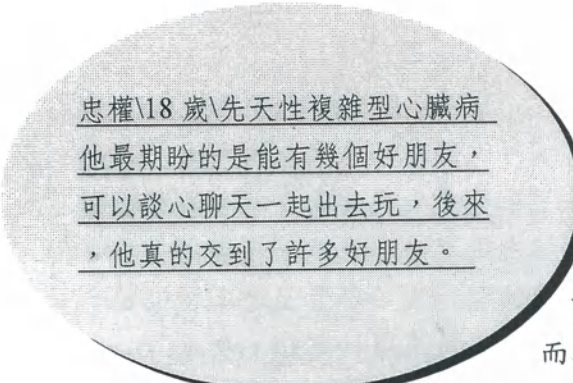 忠權\18 歲\先天性複雜型心臟病
他最期盼的是能有幾個好朋友，
可以談心聊天一起出去玩，後來
，他真的交到了許多好朋友。
而